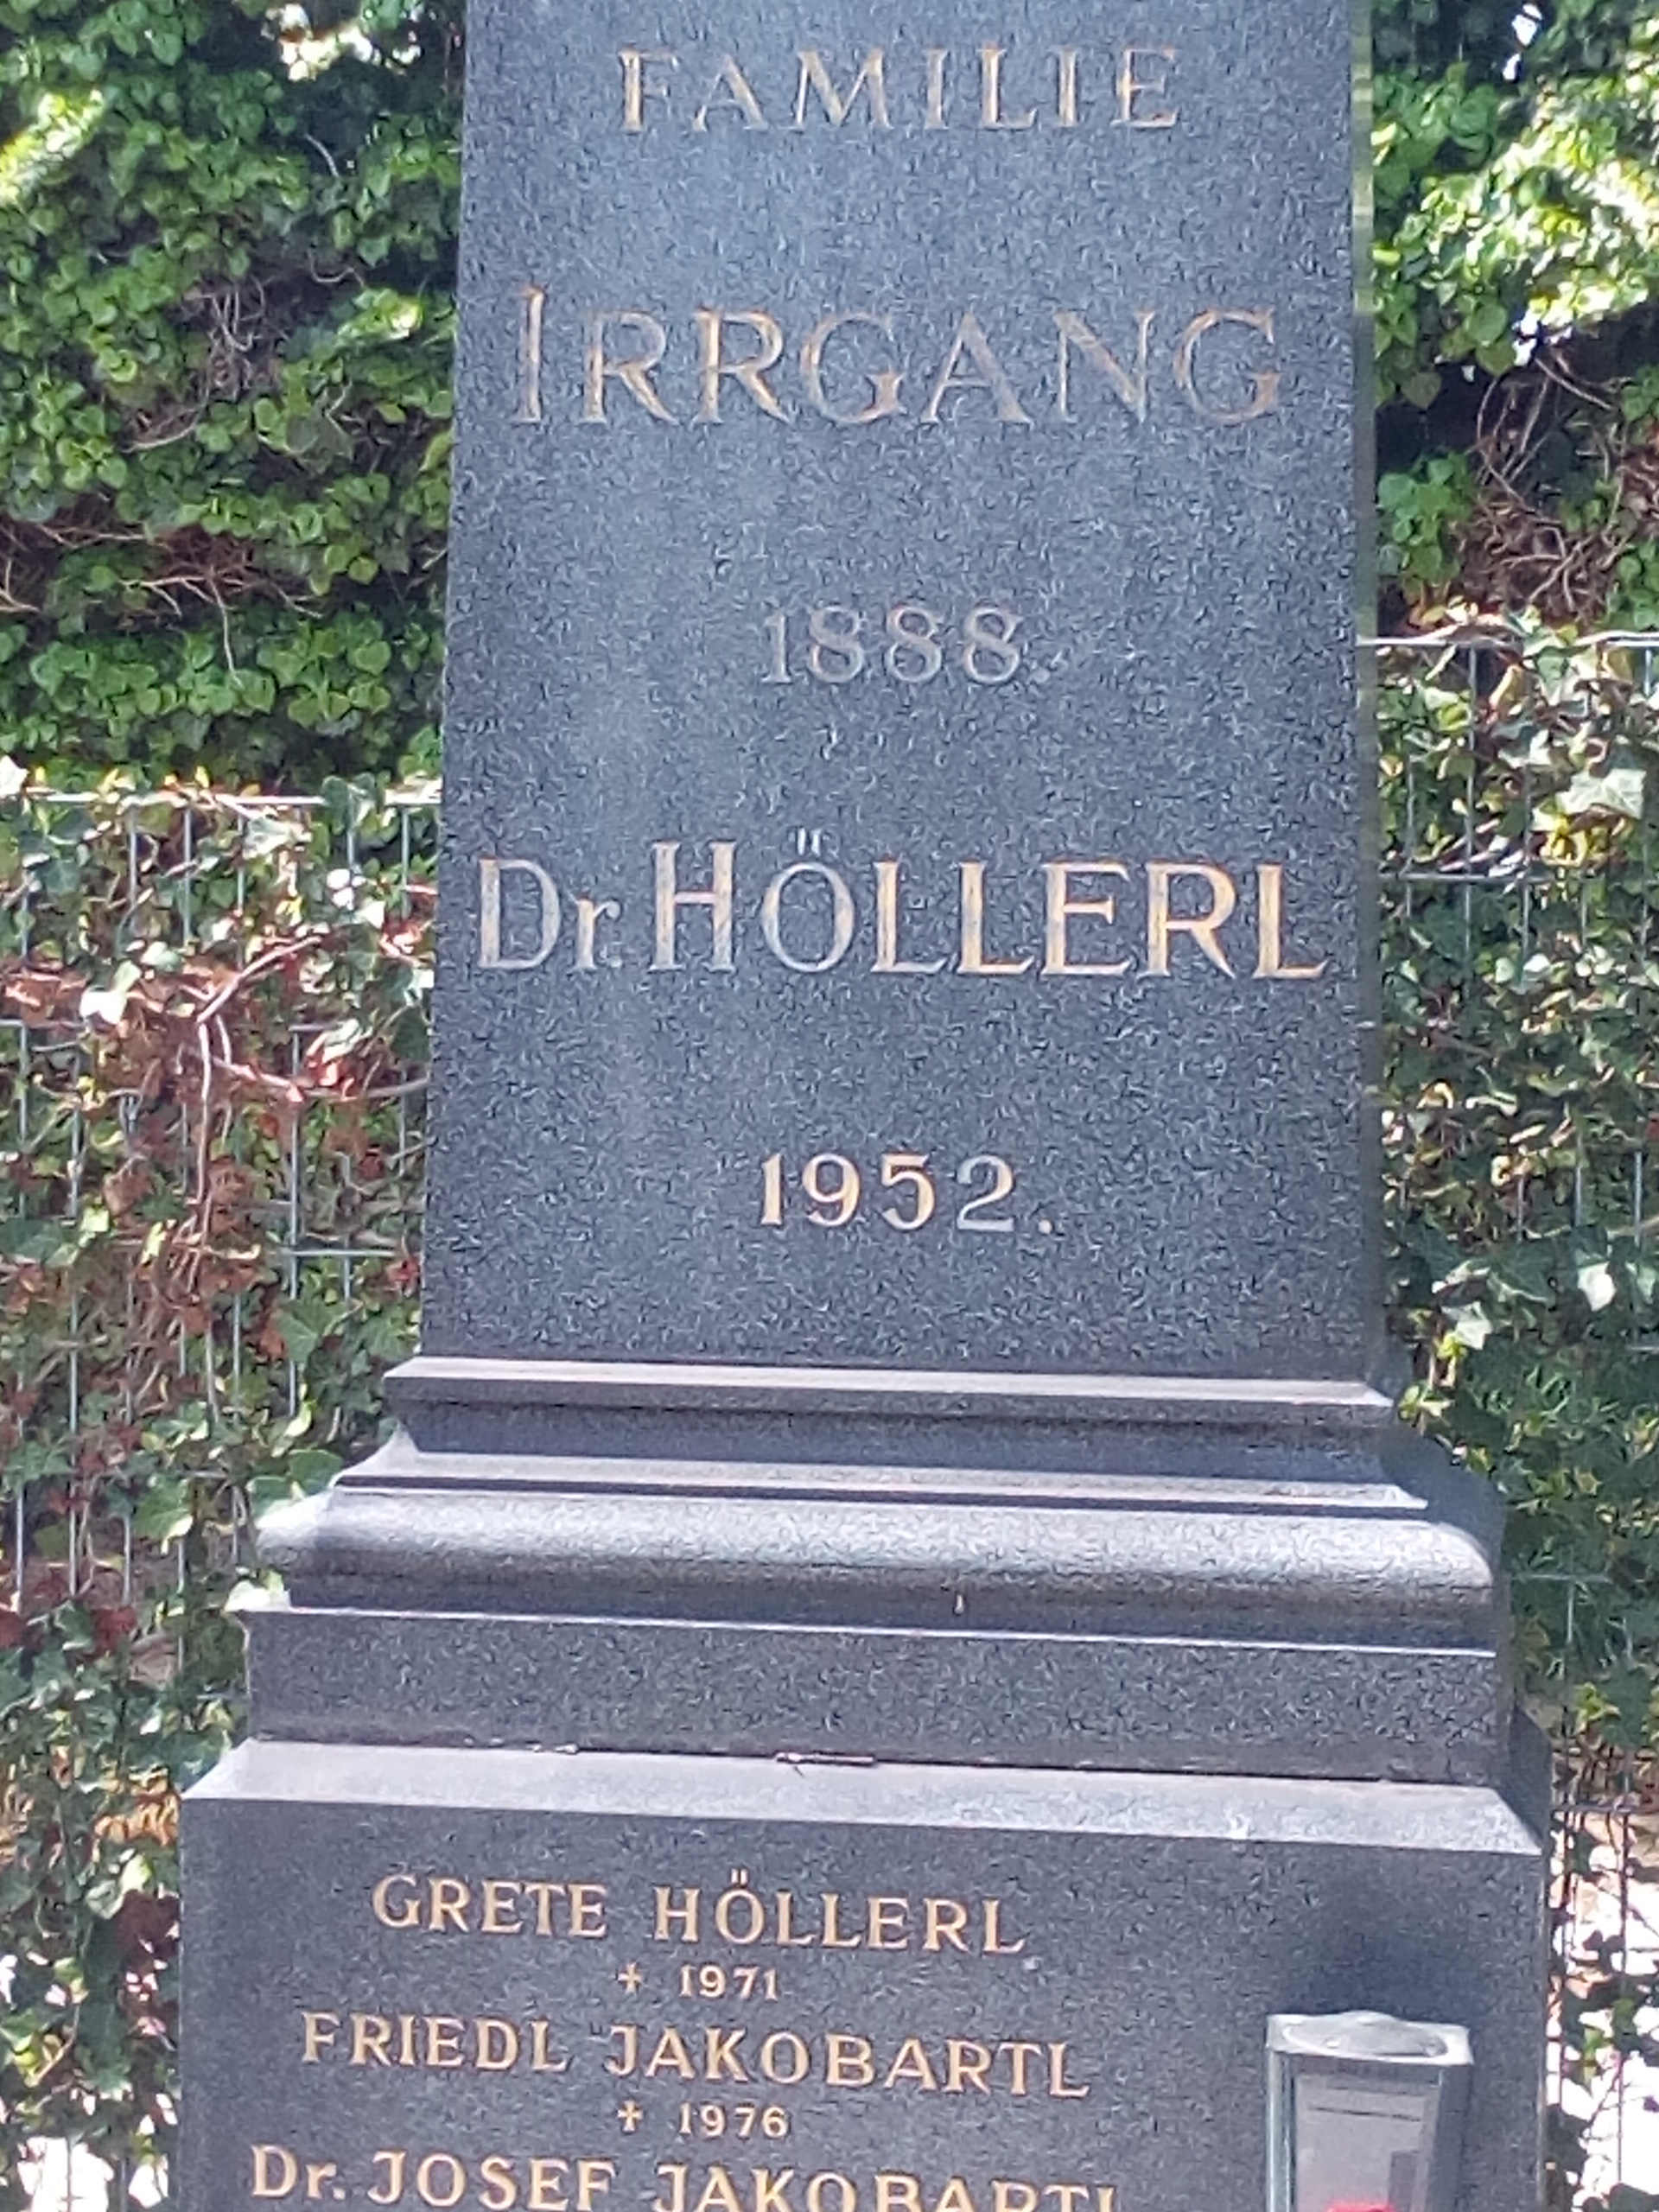 FAMILIE
IRRGANG
1888.
Dr. HÖLLERL
1952.
GRETE HÖLLERL
+ 1971
FRIEDL JAKOBARTL
+ 1976
Dr. JOSEF JAKOBARTL